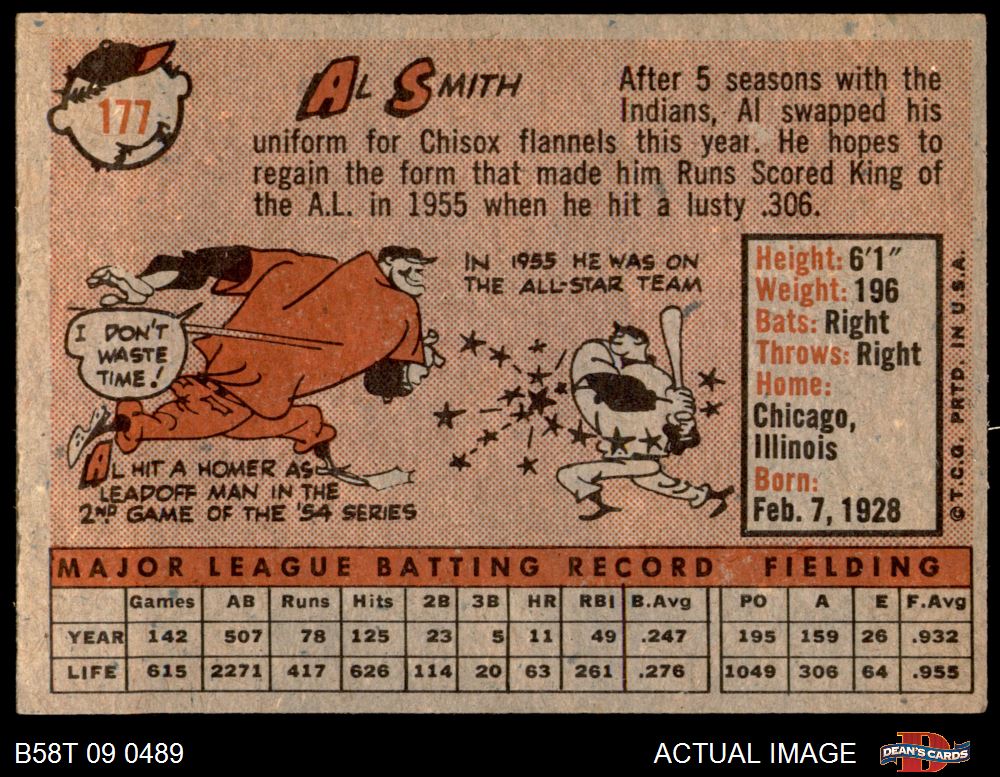 177
AL SMITH
After 5 seasons with the
Indians, Al swapped his
uniform for Chisox flannels this year. He hopes to
regain the form that made him Runs Scored King of
the A.L. in 1955 when he hit a lusty .306.
I DON'T
WASTE
TIME!
AL HIT A HOMER AS
LEADOFF MAN IN THE
2ND GAME OF THE '54 SERIES
IN 1955 HE WAS ON
THE ALL-STAR TEAM
Height: 6'1"
Weight: 196
Bats: Right
Throws: Right
Home:
Chicago,
Illinois
Born:
Feb. 7, 1928
© T.C.G. PRTD. IN U.S.A.
MAJOR LEAGUE BATTING RECORD FIELDING
Games AB Runs Hits 2B 3B HR RBI B.Avg PO A E F.Avg
YEAR 142 507 78 125 23 5 11 49 .247 195 159 26 .932
LIFE 615 2271 417 626 114 20 63 261 .276 1049 306 64 .955
B58T 09 0489
ACTUAL IMAGE
DEAN'S CARDS